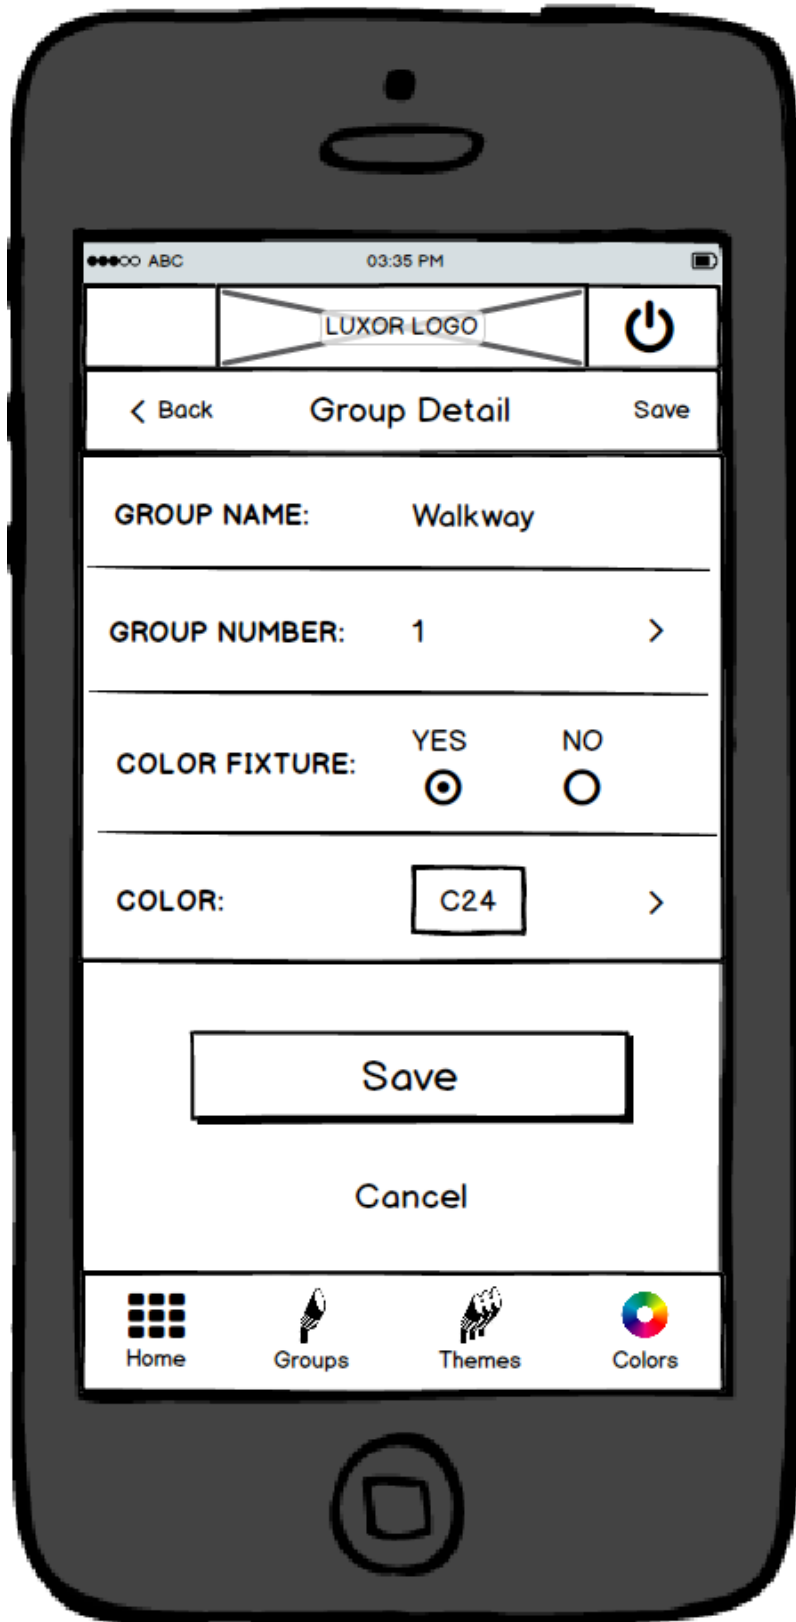 ABC 03:35 PM
LUXOR LOGO
Back Group Detail Save
GROUP NAME: Walkway
GROUP NUMBER: 1
YES NO
COLOR FIXTURE:
COLOR: C24
Save
Cancel
Home Groups Themes Colors